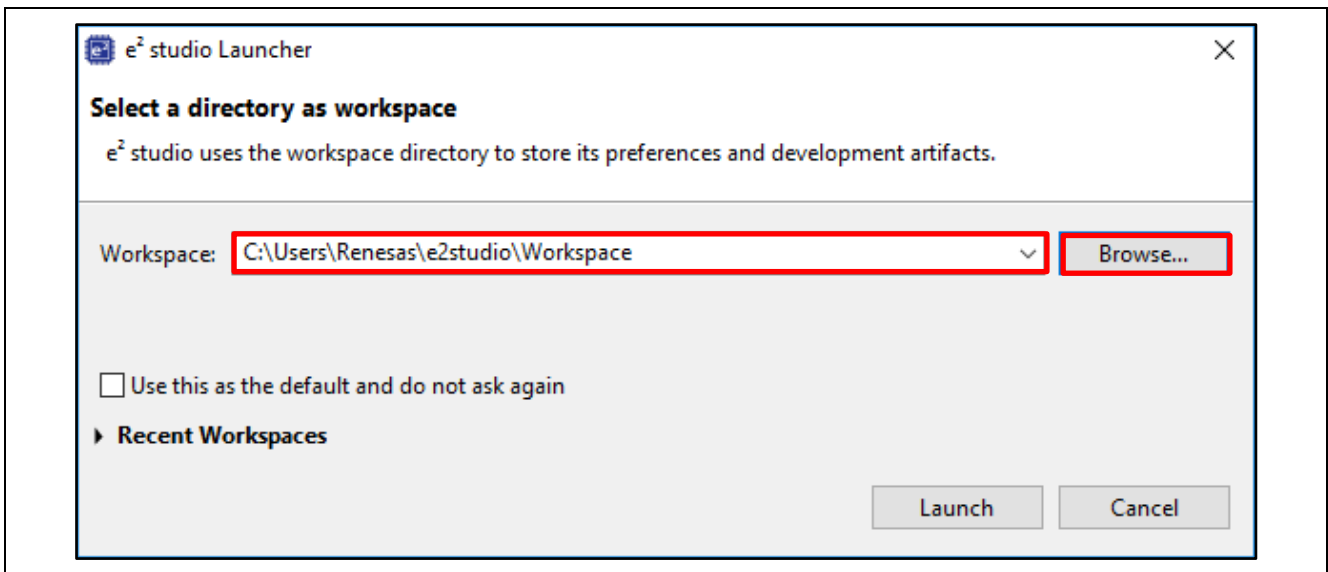 e² studio Launcher
Select a directory as workspace
e² studio uses the workspace directory to store its preferences and development artifacts.
Workspace: C:\Users\Renesas\e2studio\Workspace Browse...
Use this as the default and do not ask again
Recent Workspaces
Launch Cancel